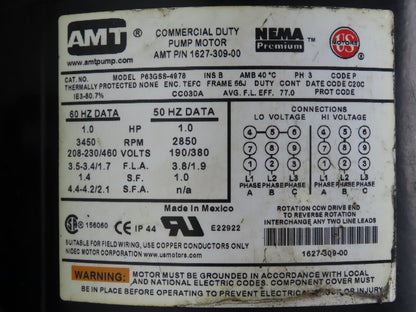 AMT®
www.amtpump.com
COMMERCIAL DUTY
PUMP MOTOR
AMT P/N 1627-309-00
NEMA
Premium
US
MOTORS
CAT. NO. MODEL P63GSS-4978 INS B AMB 40°C PH 3 CODE P
THERMALLY PROTECTED NONE ENC. TEFC FRAME 56J DUTY CONT DATE CODE C20C
IE3-80.7% CC030A AVG. F.L. EFF. 77.0 PROT CODE
60 HZ DATA 50 HZ DATA
1.0 HP 1.0
3450 RPM 2850
208-230/460 VOLTS 190/380
3.5-3.4/1.7 F.L.A. 3.8/1.9
1.4 S.F. 1.0
4.4-4.2/2.1 S.F.A. n/a
CONNECTIONS
LO VOLTAGE HI VOLTAGE
4 5 6 4 5 6
7 8 9 7 8 9
1 2 3 1 2 3
L1 L2 L3 L1 L2 L3
PHASE PHASE PHASE PHASE PHASE PHASE
A B C A B C
ROTATION CCW DRIVE END
TO REVERSE ROTATION
INTERCHANGE ANY TWO LINE LEADS
1627-309-00
Made in Mexico
156060 CE IP 44 E22922
SUITABLE FOR FIELD WIRING, USE COPPER CONDUCTORS ONLY
NIDEC MOTOR CORPORATION www.usmotors.com
WARNING: MOTOR MUST BE GROUNDED IN ACCORDANCE WITH LOCAL
AND NATIONAL ELECTRIC CODES. COMPONENT COVER MUST
BE IN PLACE BEFORE OPERATING TO PREVENT ELECTRICAL